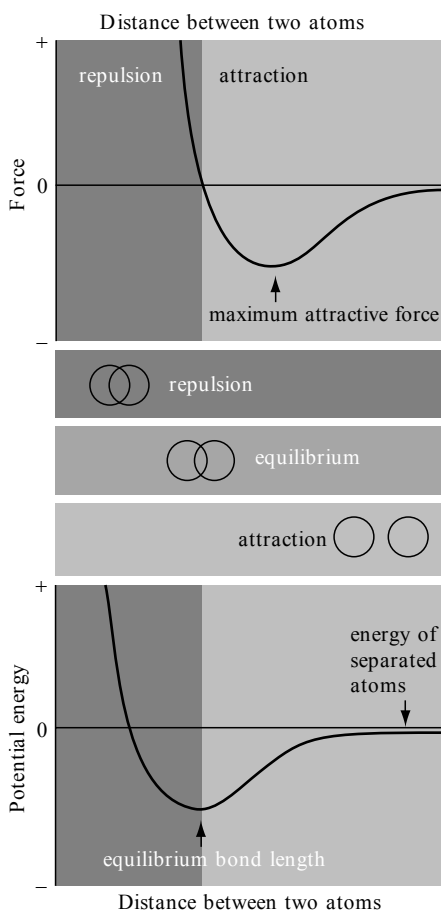 Distance between two atoms
+
repulsion
attraction
Force
0
maximum attractive force
−
repulsion
equilibrium
attraction
+
energy of
separated
atoms
Potential energy
0
equilibrium bond length
−
Distance between two atoms